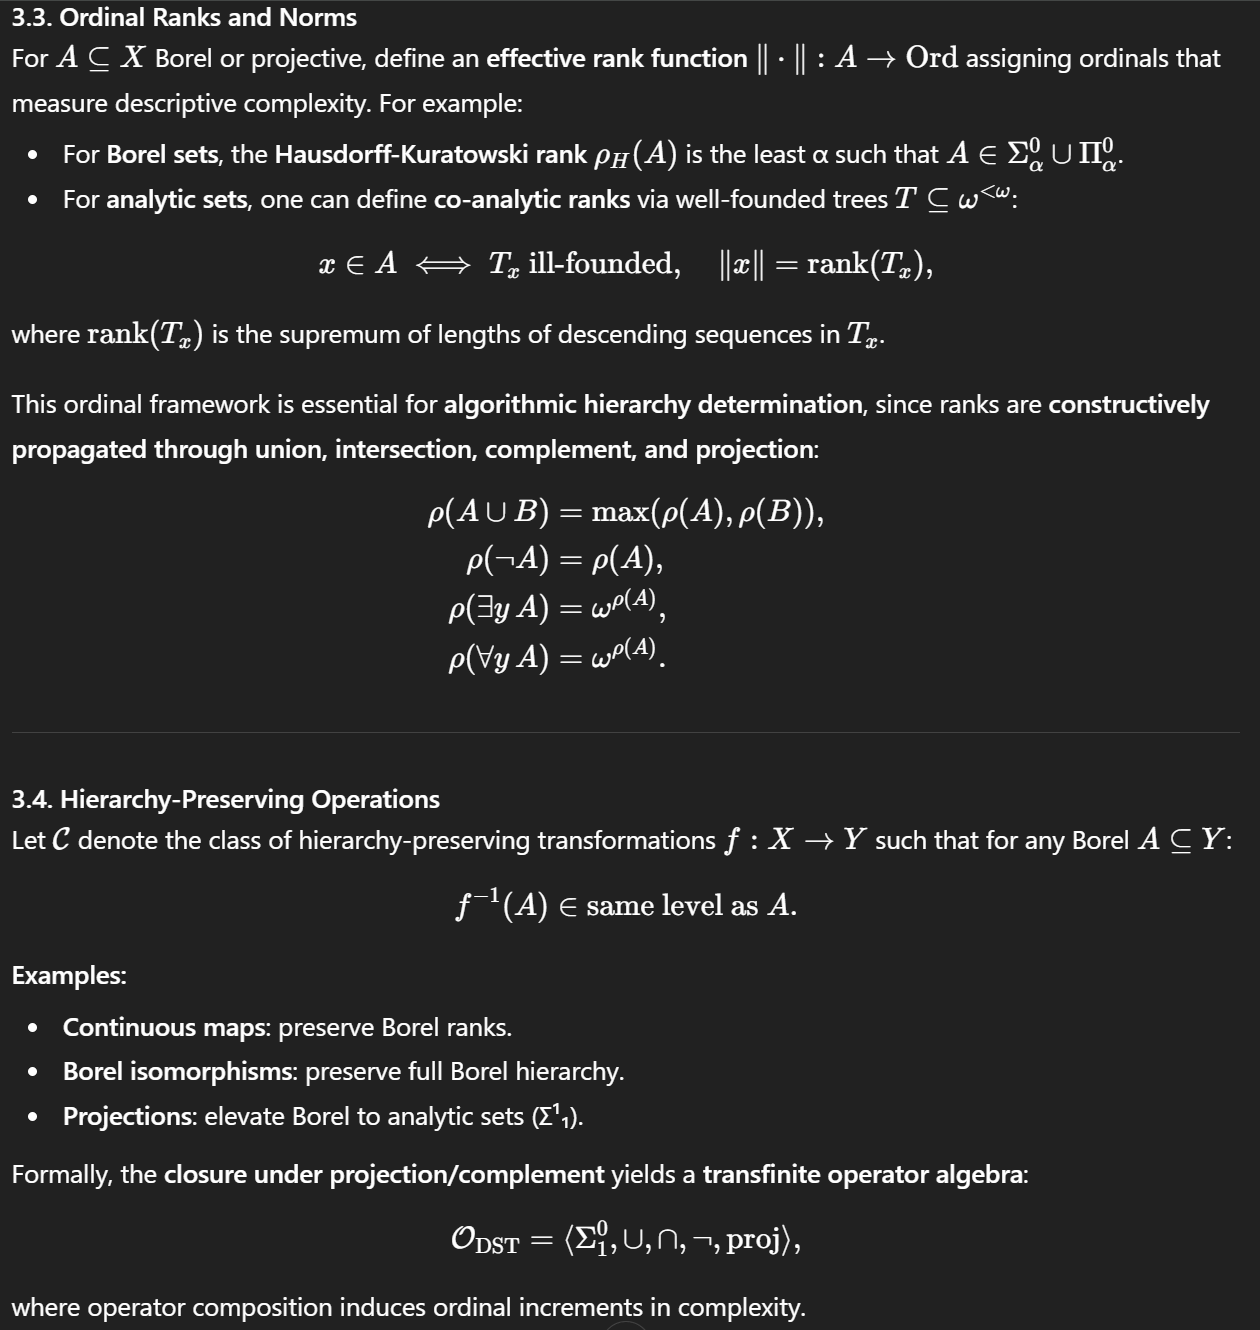 3.3. Ordinal Ranks and Norms
For A ⊆ X Borel or projective, define an effective rank function ‖ · ‖ : A → Ord assigning ordinals that
measure descriptive complexity. For example:
• For Borel sets, the Hausdorff-Kuratowski rank ρ_H(A) is the least α such that A ∈ Σ^0_α ∪ Π^0_α.
• For analytic sets, one can define co-analytic ranks via well-founded trees T ⊆ ω^{<ω}:
x ∈ A ⟺ T_x ill-founded, ‖x‖ = rank(T_x),
where rank(T_x) is the supremum of lengths of descending sequences in T_x.
This ordinal framework is essential for algorithmic hierarchy determination, since ranks are constructively
propagated through union, intersection, complement, and projection:
ρ(A ∪ B) = max(ρ(A), ρ(B)),
ρ(¬A) = ρ(A),
ρ(∃y A) = ω^{ρ(A)},
ρ(∀y A) = ω^{ρ(A)}.
3.4. Hierarchy-Preserving Operations
Let 𝒞 denote the class of hierarchy-preserving transformations f : X → Y such that for any Borel A ⊆ Y:
f^{-1}(A) ∈ same level as A.
Examples:
• Continuous maps: preserve Borel ranks.
• Borel isomorphisms: preserve full Borel hierarchy.
• Projections: elevate Borel to analytic sets (Σ¹₁).
Formally, the closure under projection/complement yields a transfinite operator algebra:
𝒪_DST = ⟨Σ^0_1, ∪, ∩, ¬, proj⟩,
where operator composition induces ordinal increments in complexity.